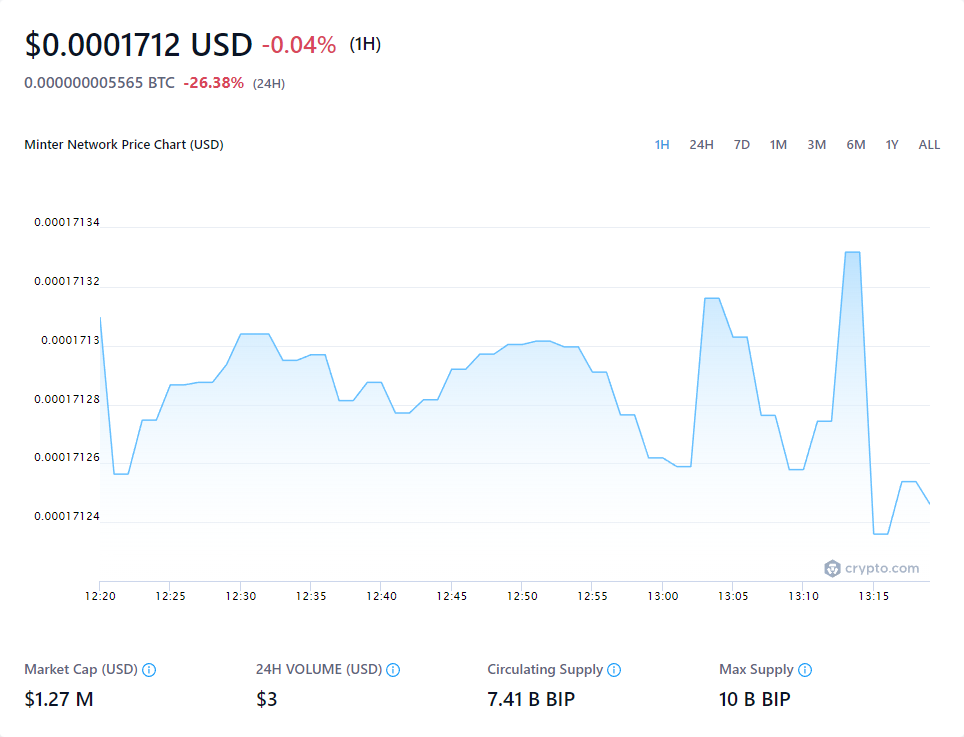 $0.0001712 USD -0.04% (1H)
0.000000005565 BTC -26.38% (24H)
Minter Network Price Chart (USD) 1H 24H 7D 1M 3M 6M 1Y ALL
0.00017134
0.00017132
0.0001713
0.00017128
0.00017126
0.00017124
crypto.com
12:20 12:25 12:30 12:35 12:40 12:45 12:50 12:55 13:00 13:05 13:10 13:15
Market Cap (USD) 24H VOLUME (USD) Circulating Supply Max Supply
$1.27 M $3 7.41 B BIP 10 B BIP